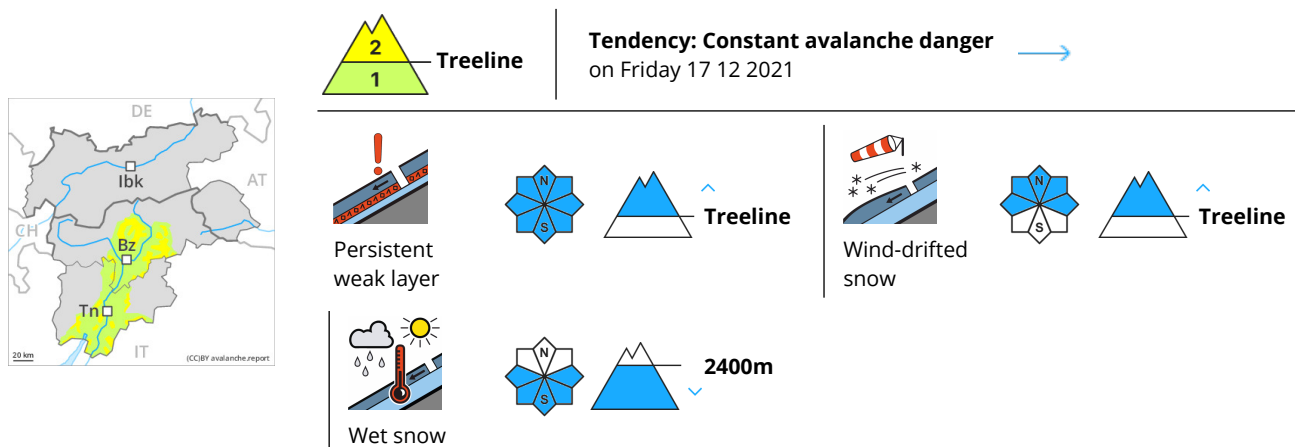 2
1
Treeline
Tendency: Constant avalanche danger
on Friday 17 12 2021
DE
Ibk
AT
CH
Bz
Tn
IT
20 km
(CC)BY avalanche.report
N
S
Treeline
Persistent
weak layer
N
S
Treeline
Wind-drifted
snow
N
S
2400m
Wet snow